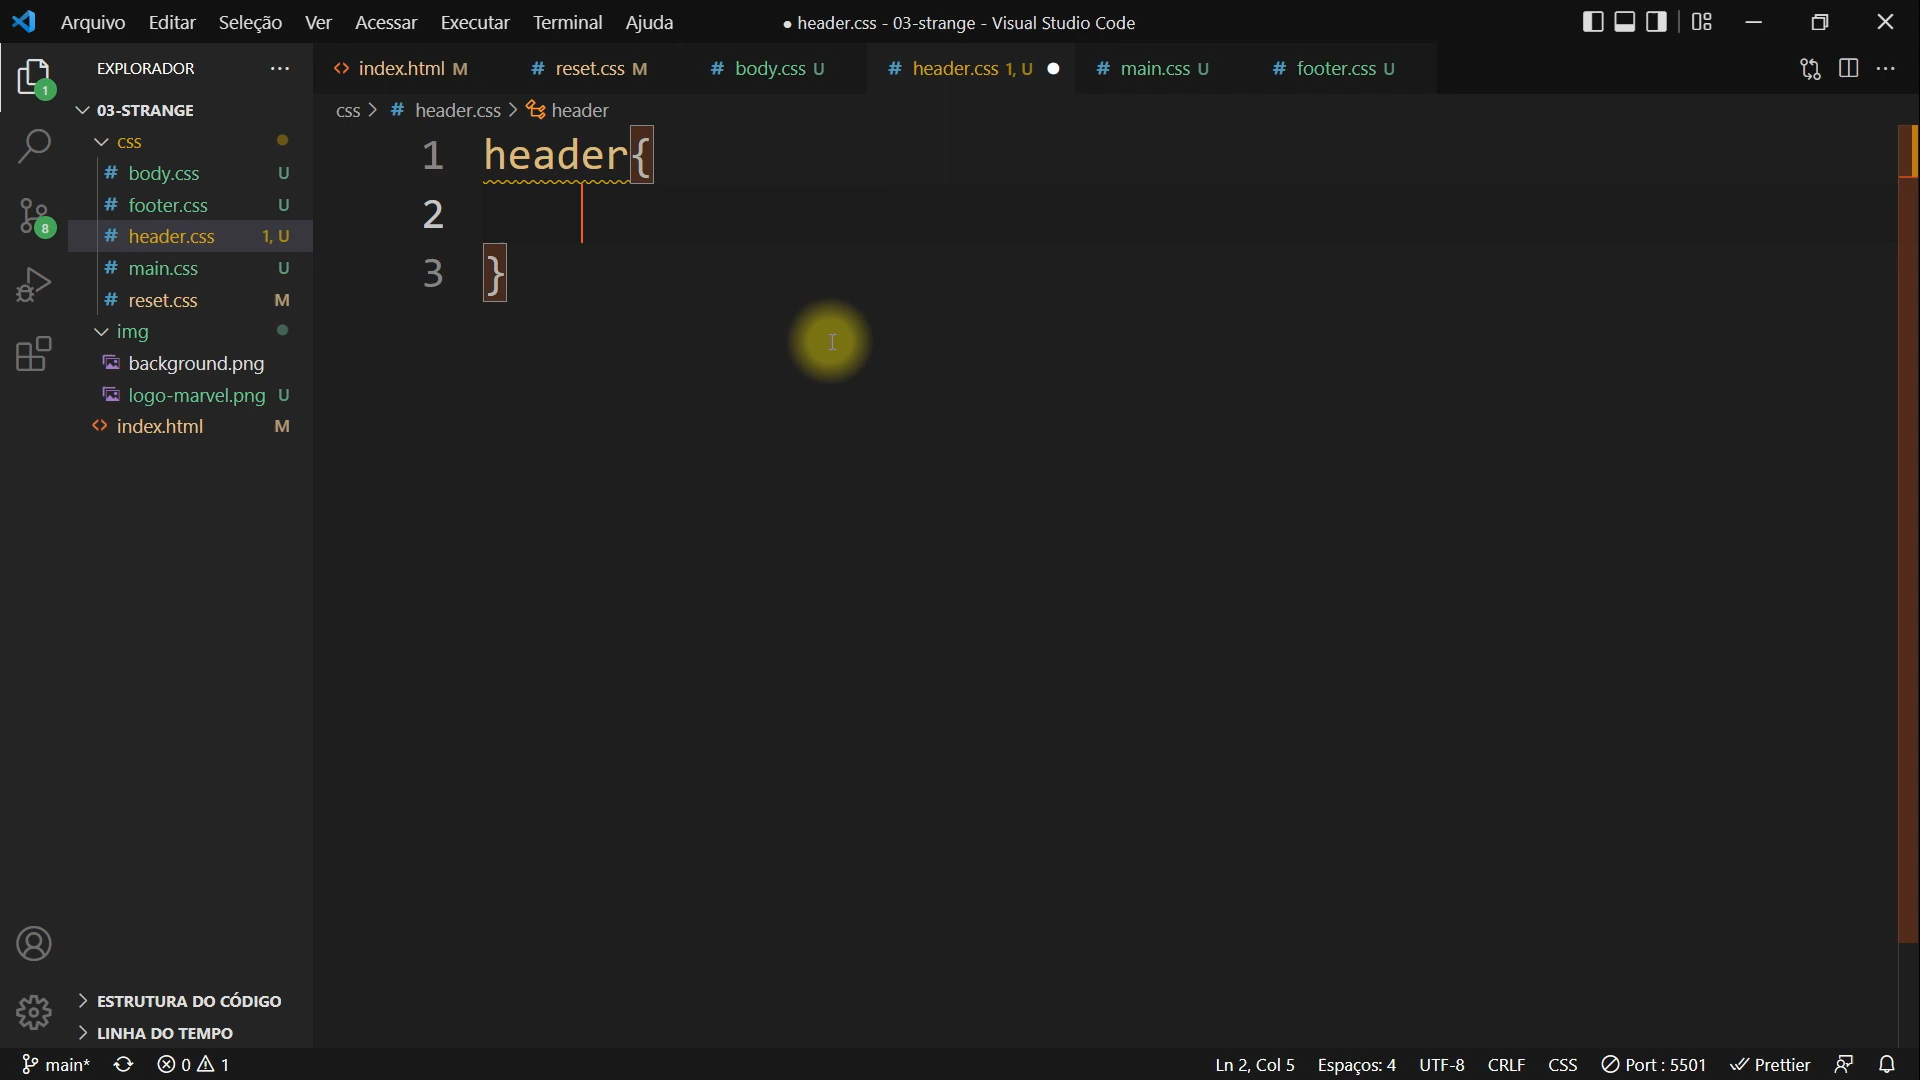 Arquivo Editar Seleção Ver Acessar Executar Terminal Ajuda
● header.css - 03-strange - Visual Studio Code
EXPLORADOR
1
8
03-STRANGE
css
# body.css U
# footer.css U
# header.css 1, U
# main.css U
# reset.css M
img
background.png
logo-marvel.png U
<> index.html M
ESTRUTURA DO CÓDIGO
LINHA DO TEMPO
<> index.html M # reset.css M # body.css U # header.css 1, U ● # main.css U # footer.css U
css > # header.css > header
1 header{
2
3 }
main* 0 1 Ln 2, Col 5 Espaços: 4 UTF-8 CRLF CSS Port : 5501 Prettier